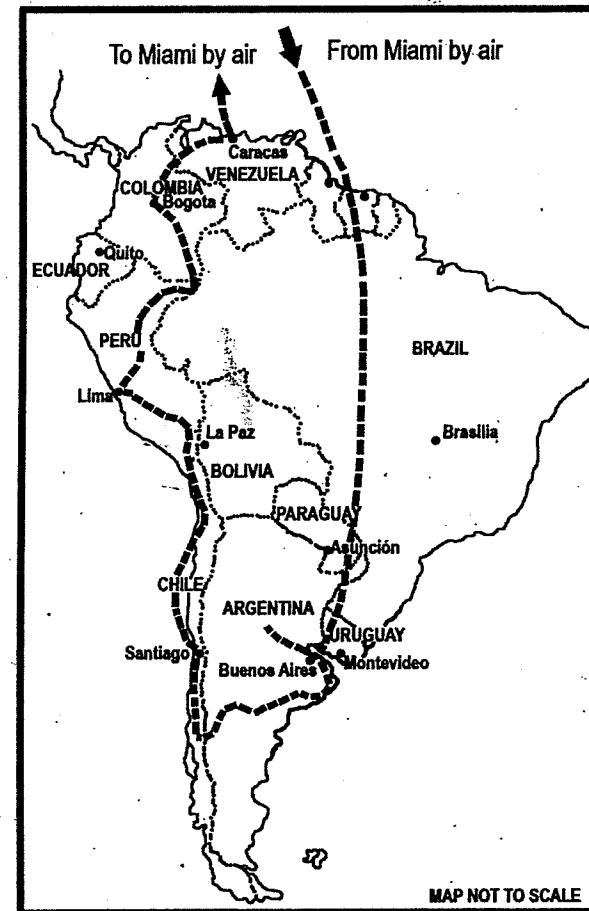 To Miami by air
From Miami by air
Caracas
VENEZUELA
COLOMBIA
Bogota
Quito
ECUADOR
PERU
BRAZIL
Lima
La Paz
Brasilia
BOLIVIA
PARAGUAY
Asunción
CHILE
ARGENTINA
URUGUAY
Santiago
Buenos Aires
Montevideo
MAP NOT TO SCALE